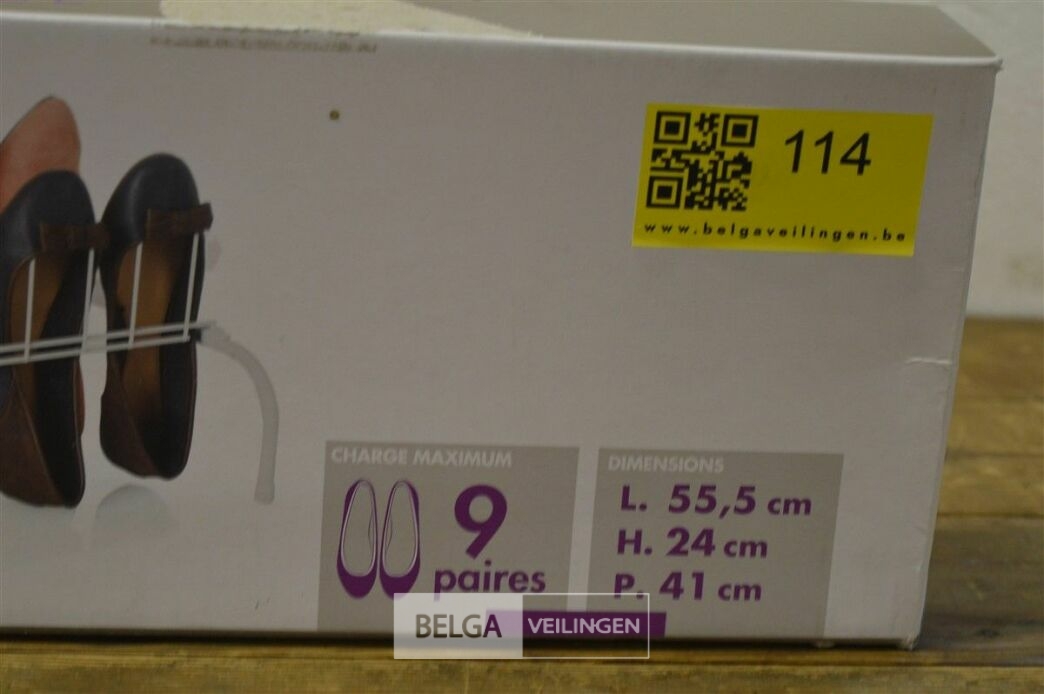 114
www.belgaveilingen.be
CHARGE MAXIMUM
9
paires
DIMENSIONS
L. 55,5 cm
H. 24 cm
P. 41 cm
BELGA VEILINGEN